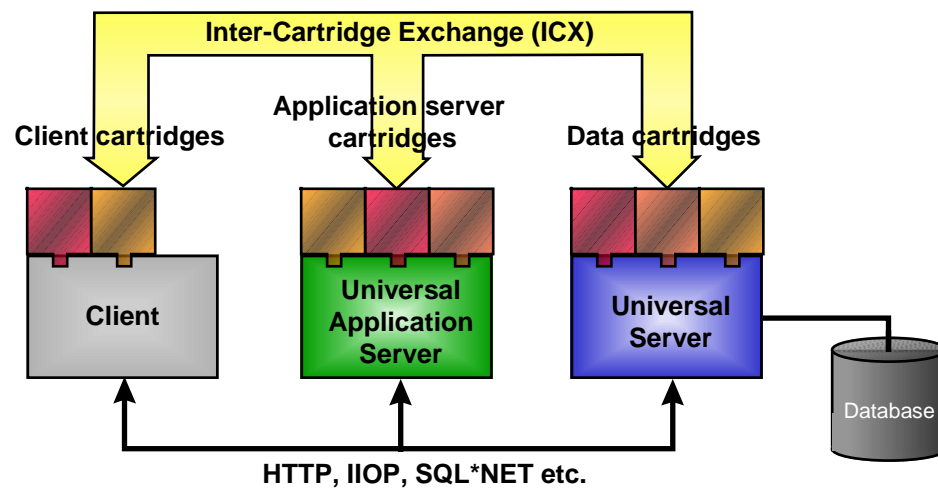 Inter-Cartridge Exchange (ICX)
Client cartridges
Application server
cartridges
Data cartridges
Client
Universal
Application
Server
Universal
Server
Database
HTTP, IIOP, SQL*NET etc.